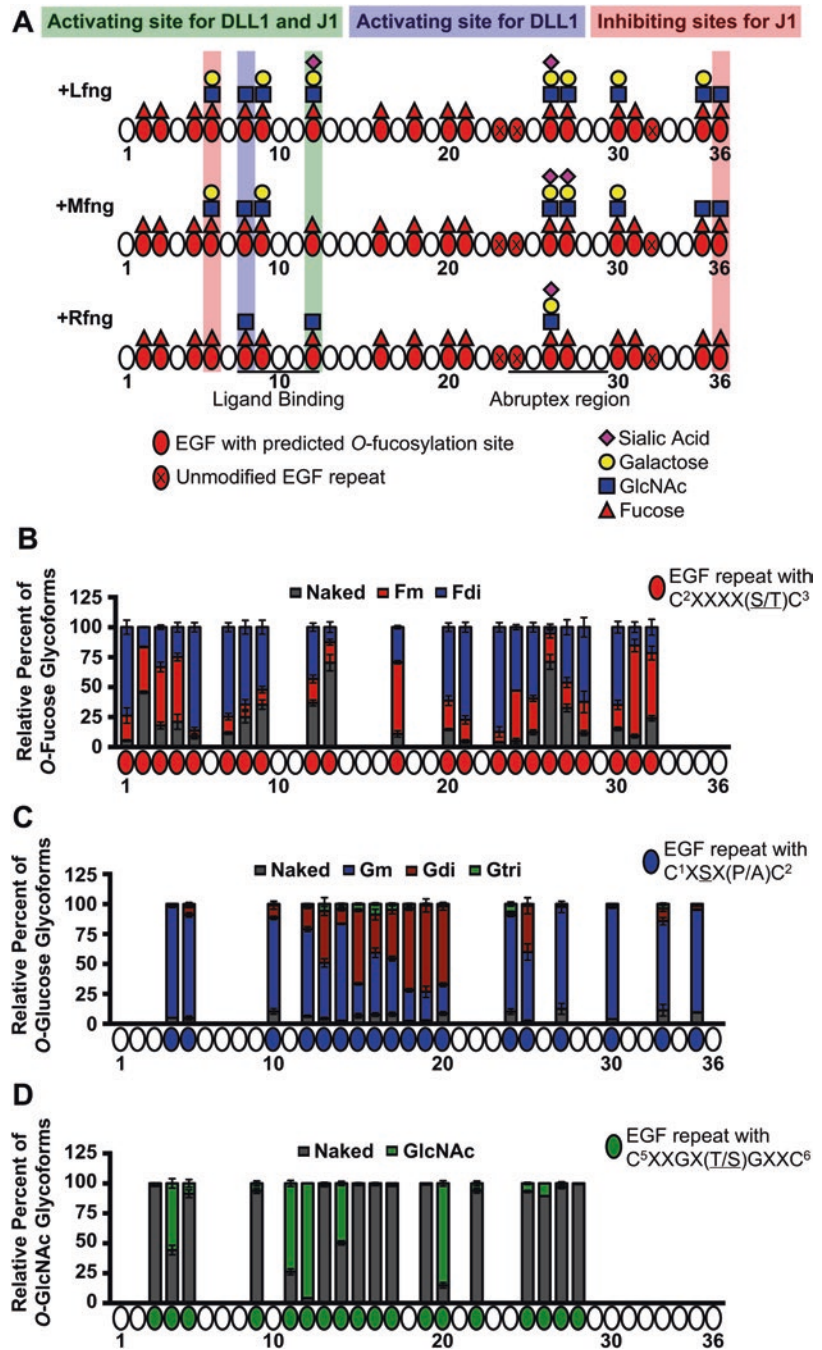 A
Activating site for DLL1 and J1
Activating site for DLL1
Inhibiting sites for J1
+Lfng
1 10 20 30 36
+Mfng
1 10 20 30 36
+Rfng
1 10 20 30 36
Ligand Binding
Abruptex region
EGF with predicted O-fucosylation site
Unmodified EGF repeat
Sialic Acid
Galactose
GlcNAc
Fucose
B
Relative Percent of
O-Fucose Glycoforms
125
100
75
50
25
0
Naked Fm Fdi
EGF repeat with
C²XXXX(S/T)C³
1 10 20 30 36
C
Relative Percent of
O-Glucose Glycoforms
125
100
75
50
25
0
Naked Gm Gdi Gtri
EGF repeat with
C¹XSX(P/A)C²
1 10 20 30 36
D
Relative Percent of
O-GlcNAc Glycoforms
125
100
75
50
25
0
Naked GlcNAc
EGF repeat with
C⁵XXGX(T/S)GXXC⁶
1 10 20 30 36